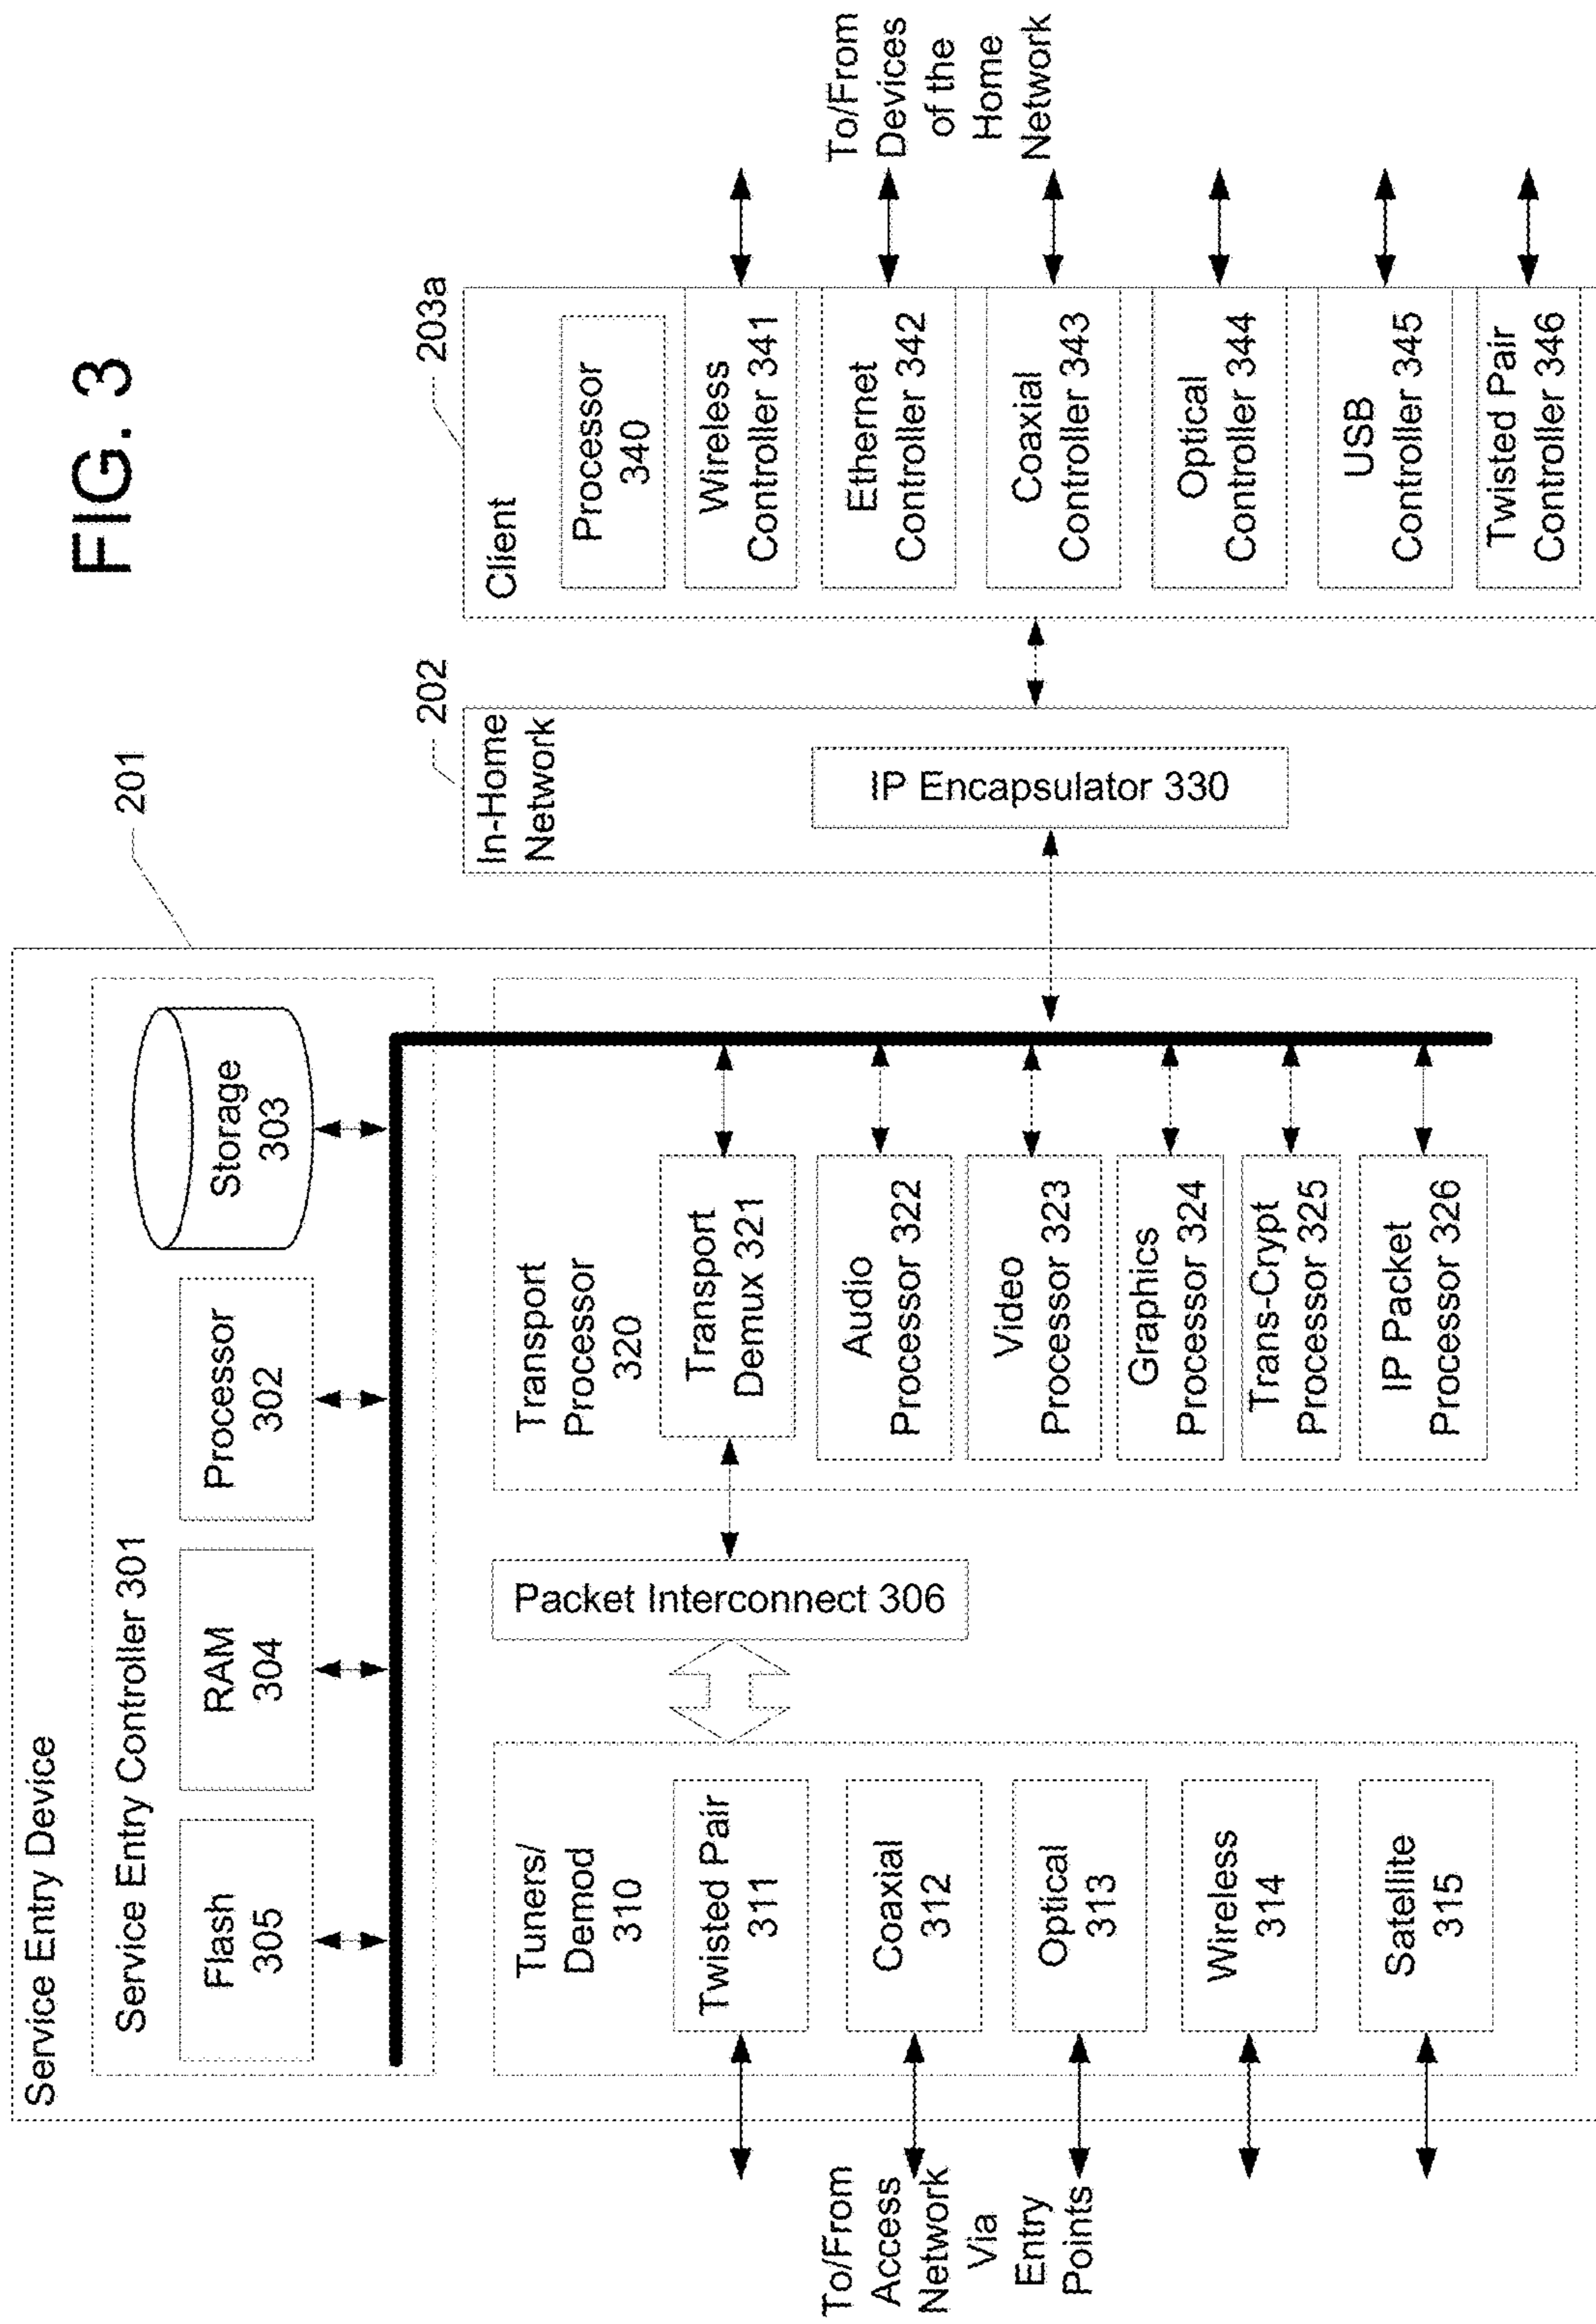 FIG. 3
Service Entry Device
201
Service Entry Controller 301
Flash
305
RAM
304
Processor
302
Storage
303
Tuners/
Demod
310
Twisted Pair
311
Coaxial
312
Optical
313
Wireless
314
Satellite
315
To/From
Access
Network
Via
Entry
Points
Packet Interconnect 306
Transport
Processor
320
Transport
Demux 321
Audio
Processor 322
Video
Processor 323
Graphics
Processor 324
Trans-Crypt
Processor 325
IP Packet
Processor 326
202
In-Home
Network
IP Encapsulator 330
203a
Client
Processor
340
Wireless
Controller 341
Ethernet
Controller 342
Coaxial
Controller 343
Optical
Controller 344
USB
Controller 345
Twisted Pair
Controller 346
To/From
Devices
of the
Home
Network